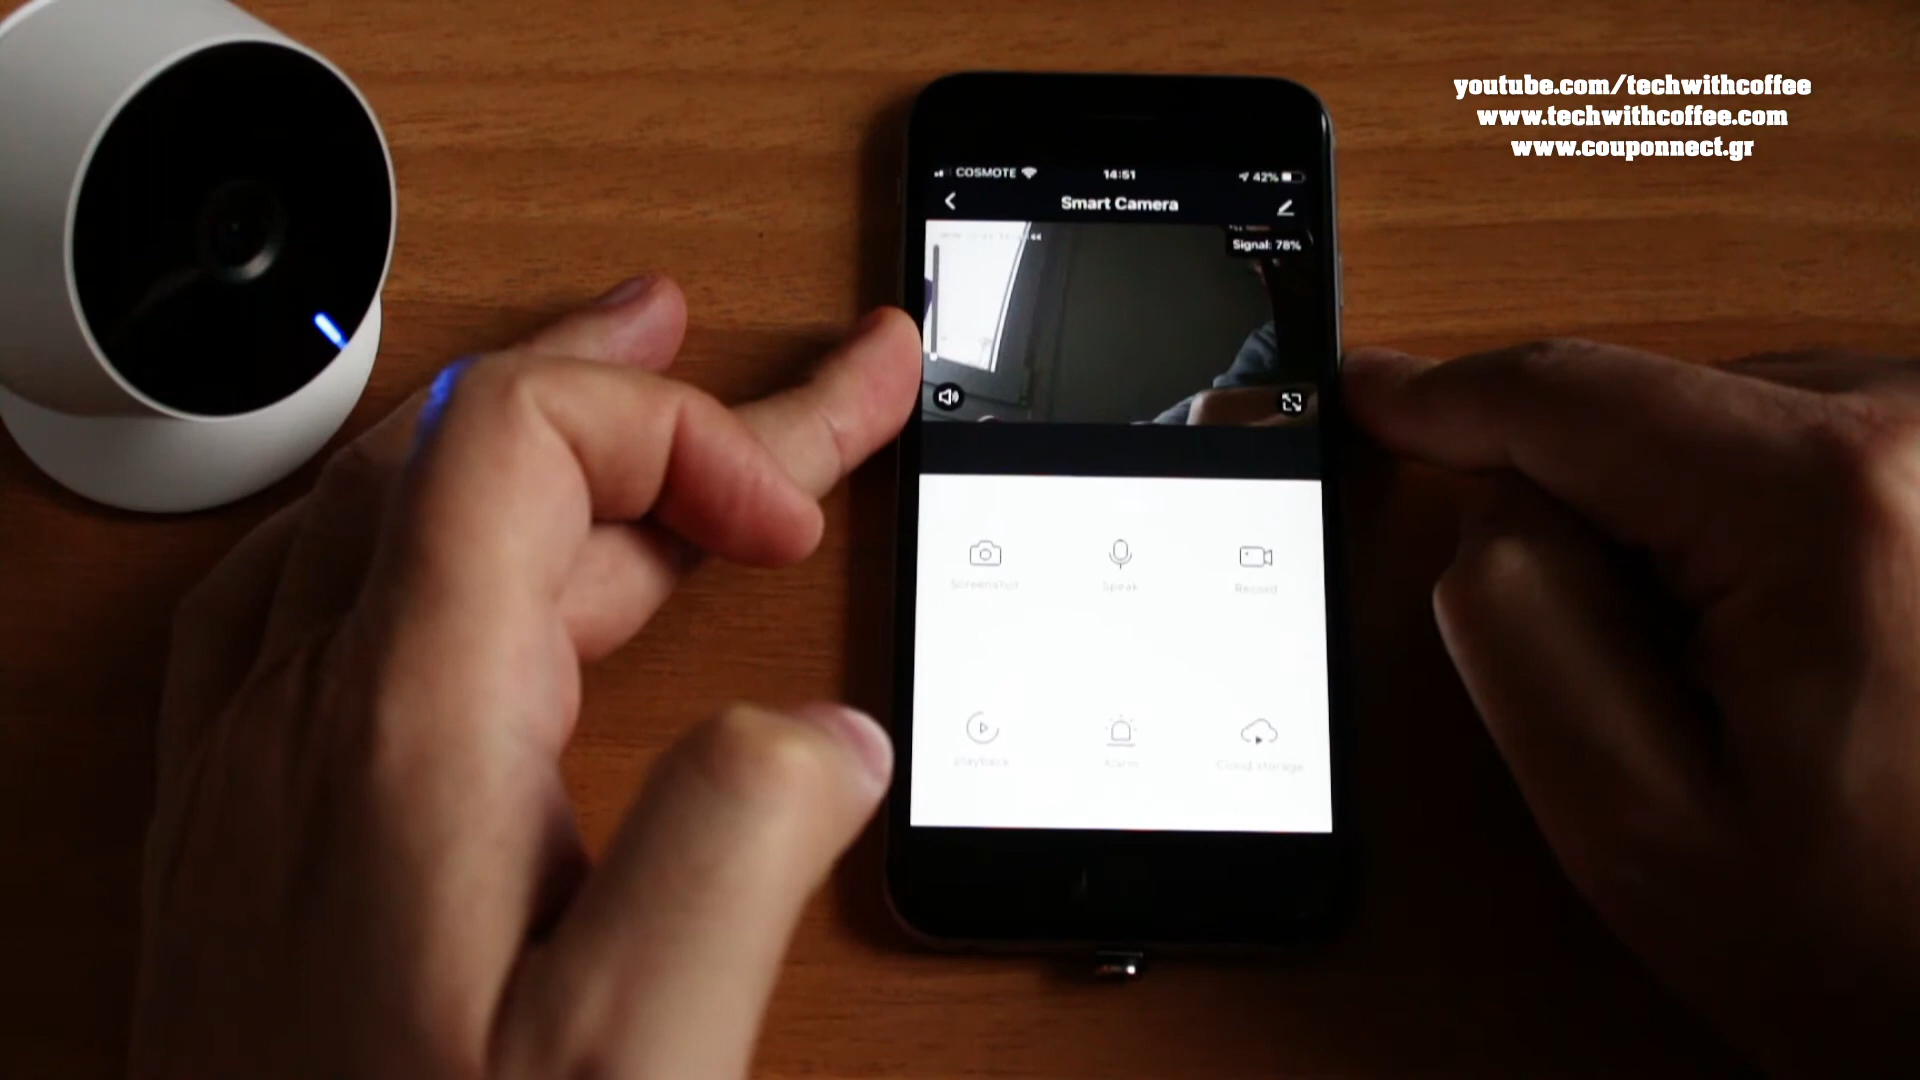 youtube.com/techwithcoffee
www.techwithcoffee.com
www.couponnect.gr
COSMOTE 14:51 42%
Smart Camera
Signal: 78%
Screenshot Speak Record
playback Alarm Cloud storage